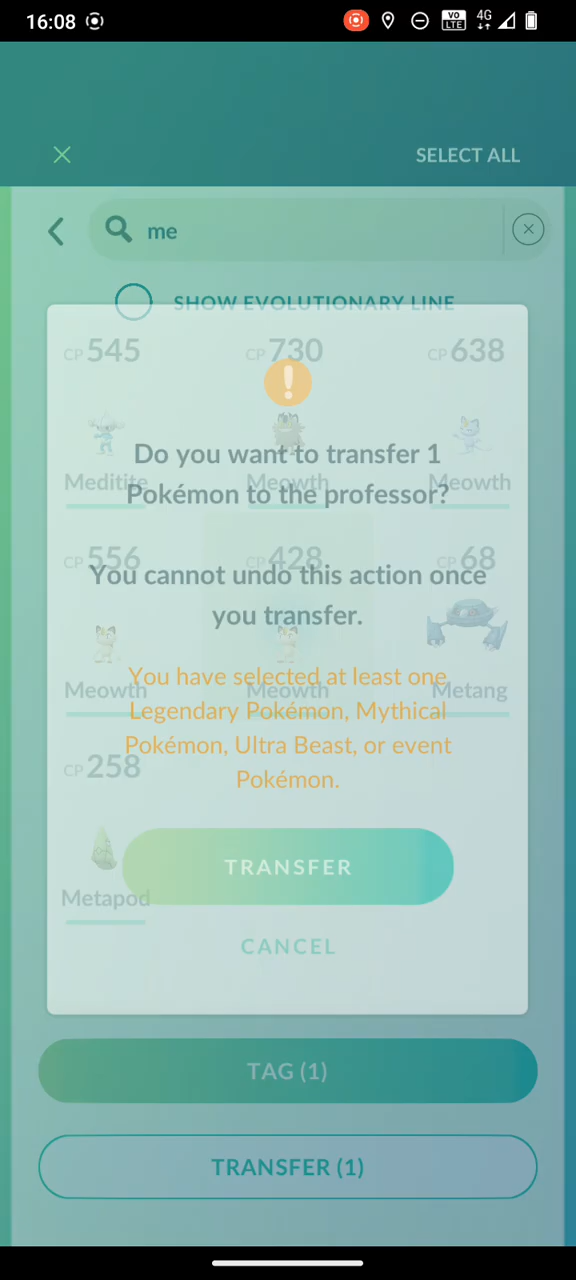 16:08
VO
LTE
4G
SELECT ALL
me
SHOW EVOLUTIONARY LINE
CP 545
CP 730
CP 638
Do you want to transfer 1
Meditite
Meowth
Meowth
Pokémon to the professor?
CP 556
CP 428
CP 68
You cannot undo this action once
you transfer.
You have selected at least one
Meowth
Meowth
Metang
Legendary Pokémon, Mythical
Pokémon, Ultra Beast, or event
Pokémon.
CP 258
TRANSFER
Metapod
CANCEL
TAG (1)
TRANSFER (1)